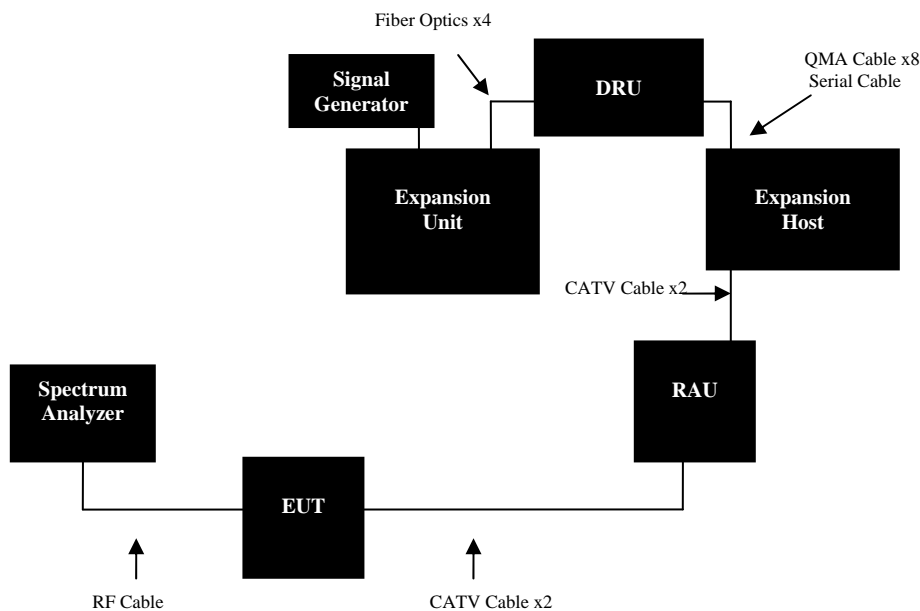 Fiber Optics x4
Signal
Generator
DRU
QMA Cable x8
Serial Cable
Expansion
Unit
Expansion
Host
CATV Cable x2
RAU
Spectrum
Analyzer
EUT
RF Cable
CATV Cable x2